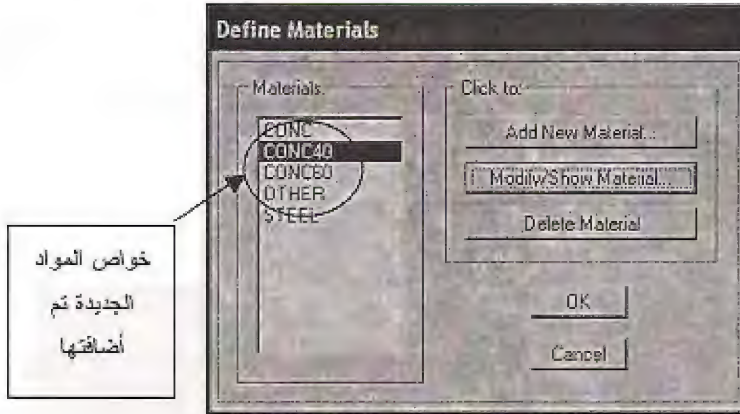 Define Materials
Materials:
CONC
CONC40
CONC60
OTHER
STEEL
Click to:
Add New Material...
Modify/Show Material...
Delete Material
OK
Cancel
خواص المواد
الجديدة تم
أضافتها